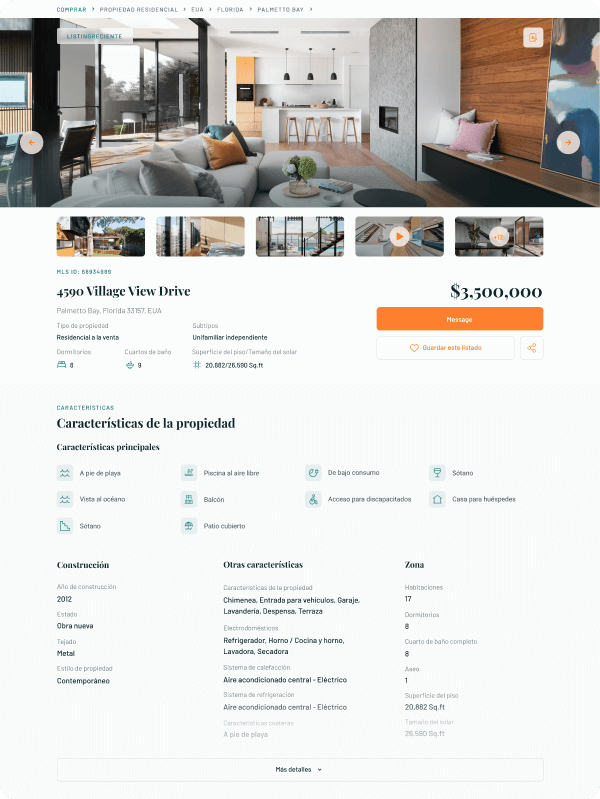 COMPRAR > PROPIEDAD RESIDENCIAL > EUA > FLORIDA > PALMETTO BAY >
LISTINGRECIENTE
+12
MLS ID: 68934989
4590 Village View Drive
$3,500,000
Palmetto Bay, Florida 33157, EUA
Message
Tipo de propiedad
Subtipos
Residencial a la venta
Unifamiliar independiente
Guardar este listado
Dormitorios
Cuartos de baño
Superficie del piso/Tamaño del solar
8
9
20,882/26,590 Sq.ft
CARACTERÍSTICAS
Características de la propiedad
Características principales
A pie de playa
Piscina al aire libre
De bajo consumo
Sótano
Vista al océano
Balcón
Acceso para discapacitados
Casa para huéspedes
Sótano
Patio cubierto
Construcción
Año de construcción
2012
Estado
Obra nueva
Tejado
Metal
Estilo de propiedad
Contemporáneo
Otras características
Características de la propiedad
Chimenea, Entrada para vehículos, Garaje,
Lavandería, Despensa, Terraza
Electrodomésticos
Refrigerador, Horno / Cocina y horno,
Lavadora, Secadora
Sistema de calefacción
Aire acondicionado central - Eléctrico
Sistema de refrigeración
Aire acondicionado central - Eléctrico
Características costeras
A pie de playa
Zona
Habitaciones
17
Dormitorios
8
Cuarto de baño completo
8
Aseo
1
Superficie del piso
20,882 Sq.ft
Tamaño del solar
26,590 Sq.ft
Más detalles